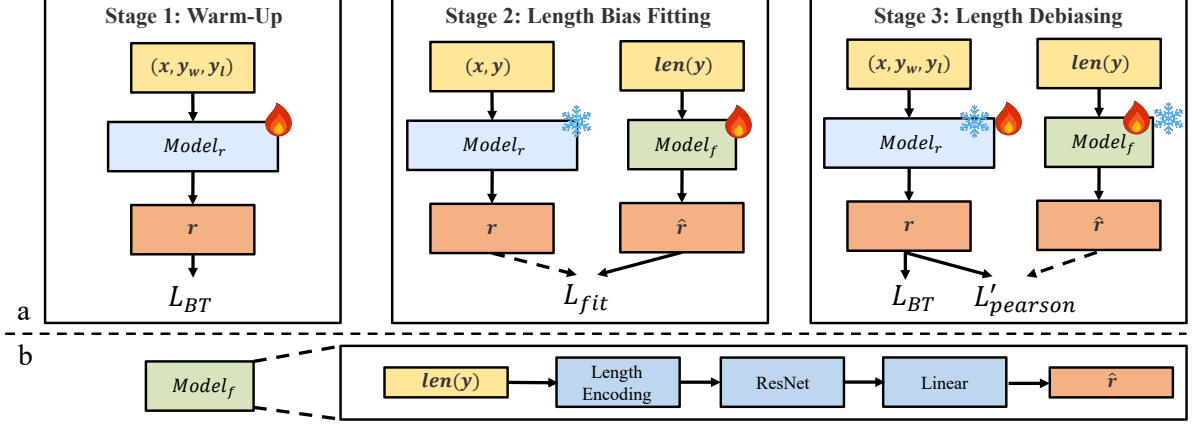 Stage 1: Warm-Up
(x, y_w, y_l)
Model_r
r
L_BT
Stage 2: Length Bias Fitting
(x, y) len(y)
Model_r Model_f
r r̂
L_fit
Stage 3: Length Debiasing
(x, y_w, y_l) len(y)
Model_r Model_f
r r̂
L_BT L'_pearson
a
b
Model_f
len(y)
Length
Encoding
ResNet
Linear
r̂